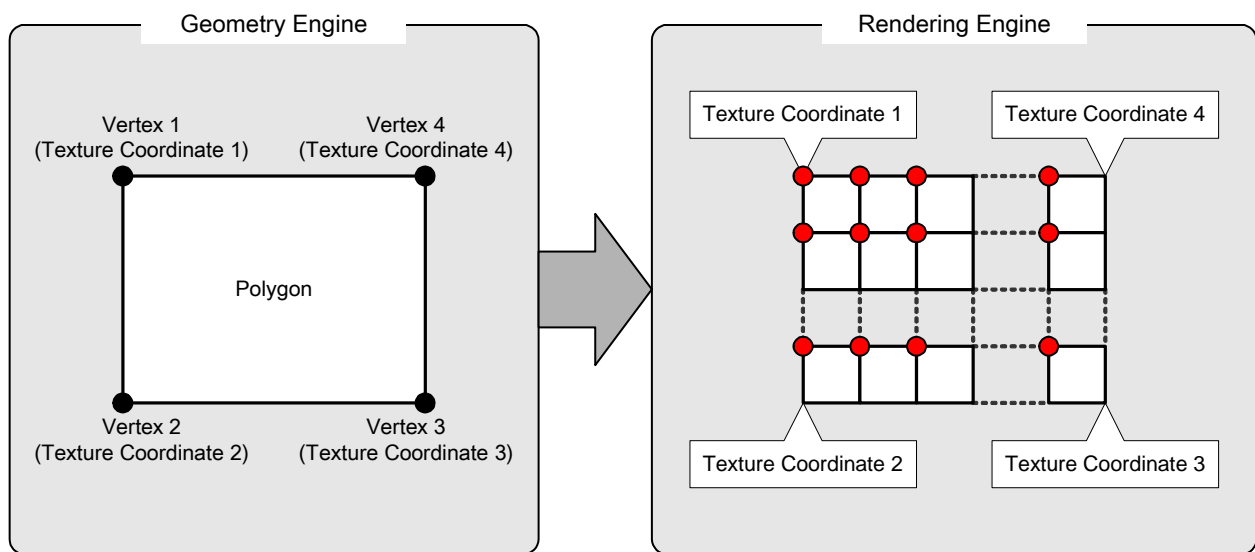 Geometry Engine
Vertex 1
(Texture Coordinate 1)
Vertex 4
(Texture Coordinate 4)
Polygon
Vertex 2
(Texture Coordinate 2)
Vertex 3
(Texture Coordinate 3)
Rendering Engine
Texture Coordinate 1
Texture Coordinate 4
Texture Coordinate 2
Texture Coordinate 3